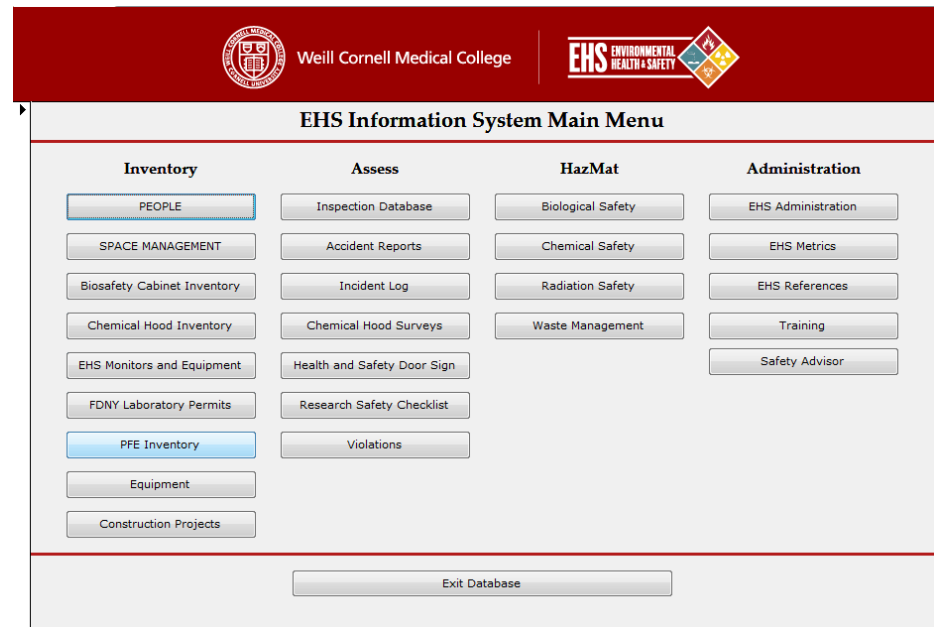 Weill Cornell Medical College
EHS ENVIRONMENTAL
HEALTH & SAFETY
EHS Information System Main Menu
Inventory
PEOPLE
SPACE MANAGEMENT
Biosafety Cabinet Inventory
Chemical Hood Inventory
EHS Monitors and Equipment
FDNY Laboratory Permits
PFE Inventory
Equipment
Construction Projects
Assess
Inspection Database
Accident Reports
Incident Log
Chemical Hood Surveys
Health and Safety Door Sign
Research Safety Checklist
Violations
HazMat
Biological Safety
Chemical Safety
Radiation Safety
Waste Management
Administration
EHS Administration
EHS Metrics
EHS References
Training
Safety Advisor
Exit Database